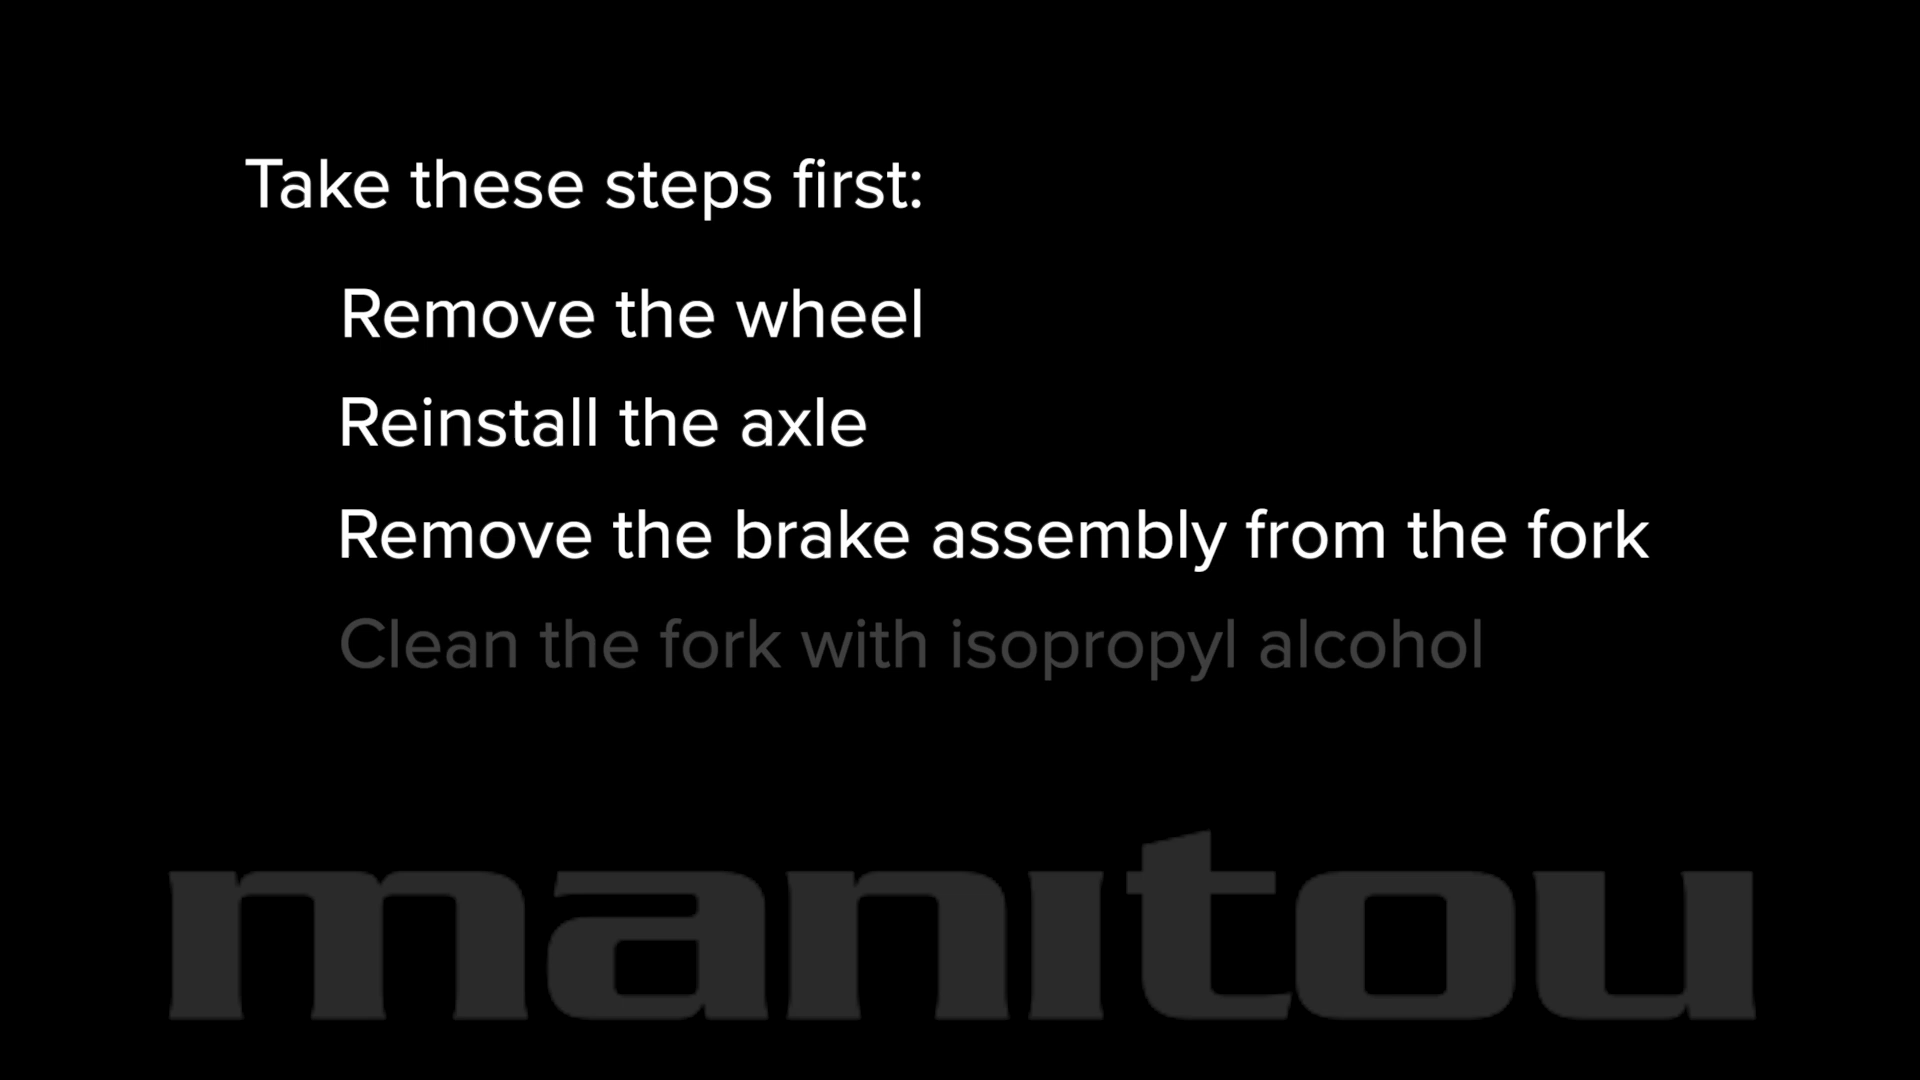 Take these steps first:
Remove the wheel
Reinstall the axle
Remove the brake assembly from the fork
Clean the fork with isopropyl alcohol
manitou